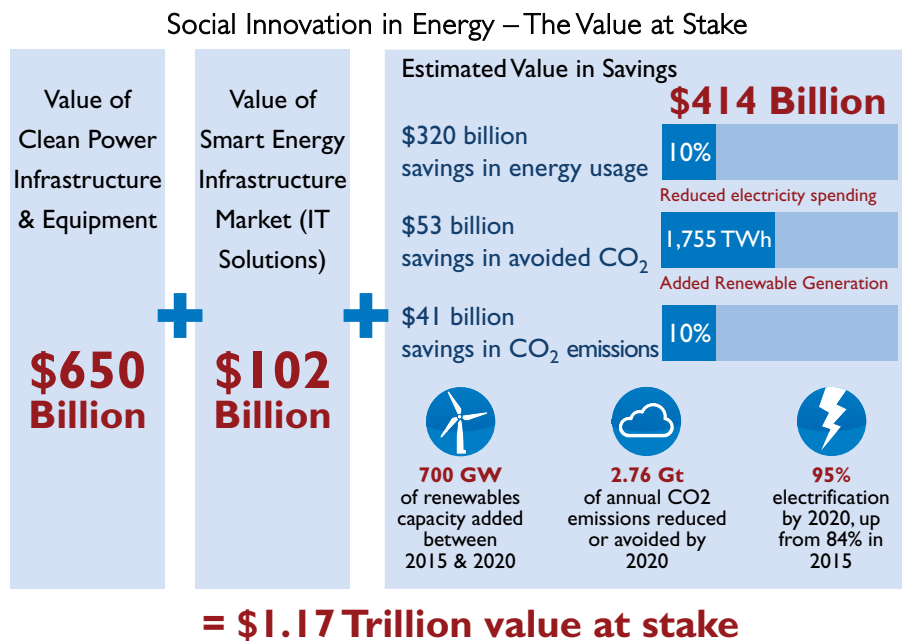 Social Innovation in Energy – The Value at Stake
Value of
Clean Power
Infrastructure
& Equipment
$650
Billion
Value of
Smart Energy
Infrastructure
Market (IT
Solutions)
$102
Billion
Estimated Value in Savings
$414 Billion
$320 billion
savings in energy usage
10%
Reduced electricity spending
$53 billion
savings in avoided CO₂
1,755 TWh
Added Renewable Generation
$41 billion
savings in CO₂ emissions
10%
700 GW
of renewables
capacity added
between
2015 & 2020
2.76 Gt
of annual CO2
emissions reduced
or avoided by
2020
95%
electrification
by 2020, up
from 84% in
2015
= $1.17 Trillion value at stake